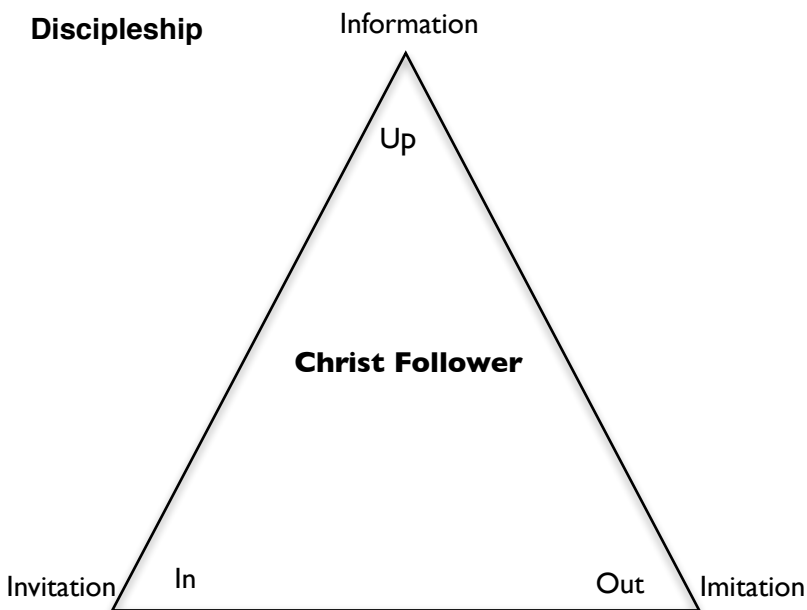 Discipleship
Information
Up
Christ Follower
Invitation
In
Out
Imitation